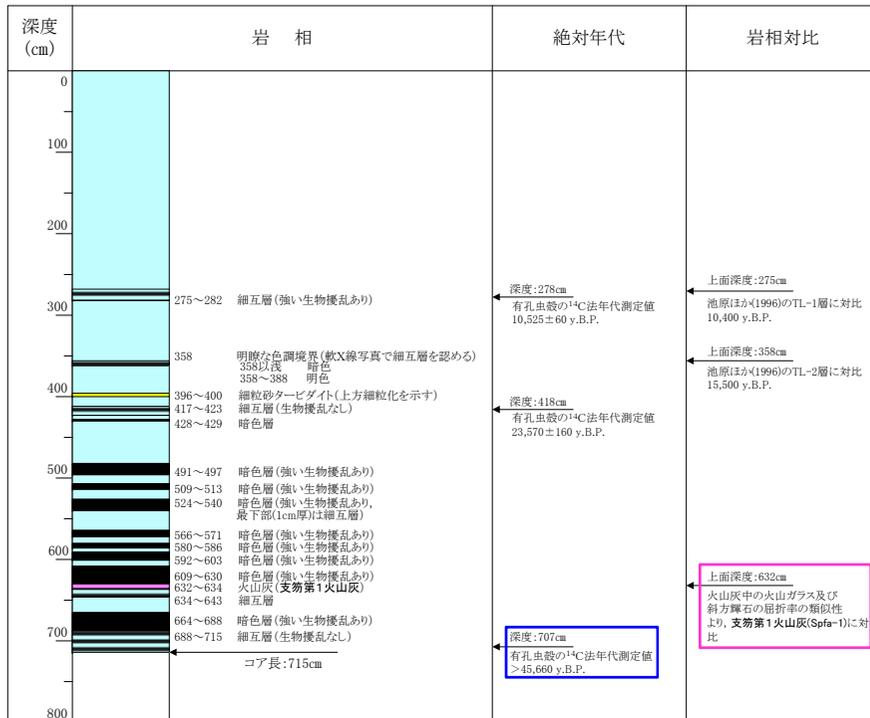 深度
(cm)
岩 相
絶対年代
岩相対比
0
100
200
300
400
500
600
700
800
275～282 細互層(強い生物擾乱あり)
358 明瞭な色調境界(軟X線写真で細互層を認める)
358以浅 暗色
358～388 明色
396～400 細粒砂タービダイト(上方細粒化を示す)
417～423 細互層(生物擾乱なし)
428～429 暗色層
491～497 暗色層(強い生物擾乱あり)
509～513 暗色層(強い生物擾乱あり)
524～540 暗色層(強い生物擾乱あり,
最下部(1cm厚)は細互層)
566～571 暗色層(強い生物擾乱あり)
580～586 暗色層(強い生物擾乱あり)
592～603 暗色層(強い生物擾乱あり)
609～630 暗色層(強い生物擾乱あり)
632～634 火山灰(支笏第1火山灰)
634～643 細互層
664～688 暗色層(強い生物擾乱あり)
688～715 細互層(生物擾乱なし)
コア長:715cm
深度:278cm
有孔虫殻の¹⁴C法年代測定値
10,525±60 y.B.P.
深度:418cm
有孔虫殻の¹⁴C法年代測定値
23,570±160 y.B.P.
深度:707cm
有孔虫殻の¹⁴C法年代測定値
>45,660 y.B.P.
上面深度:275cm
池原ほか(1996)のTL-1層に対比
10,400 y.B.P.
上面深度:358cm
池原ほか(1996)のTL-2層に対比
15,500 y.B.P.
上面深度:632cm
火山灰中の火山ガラス及び
斜方輝石の屈折率の類似性
より, 支笏第1火山灰(Spfa-1)に対
比